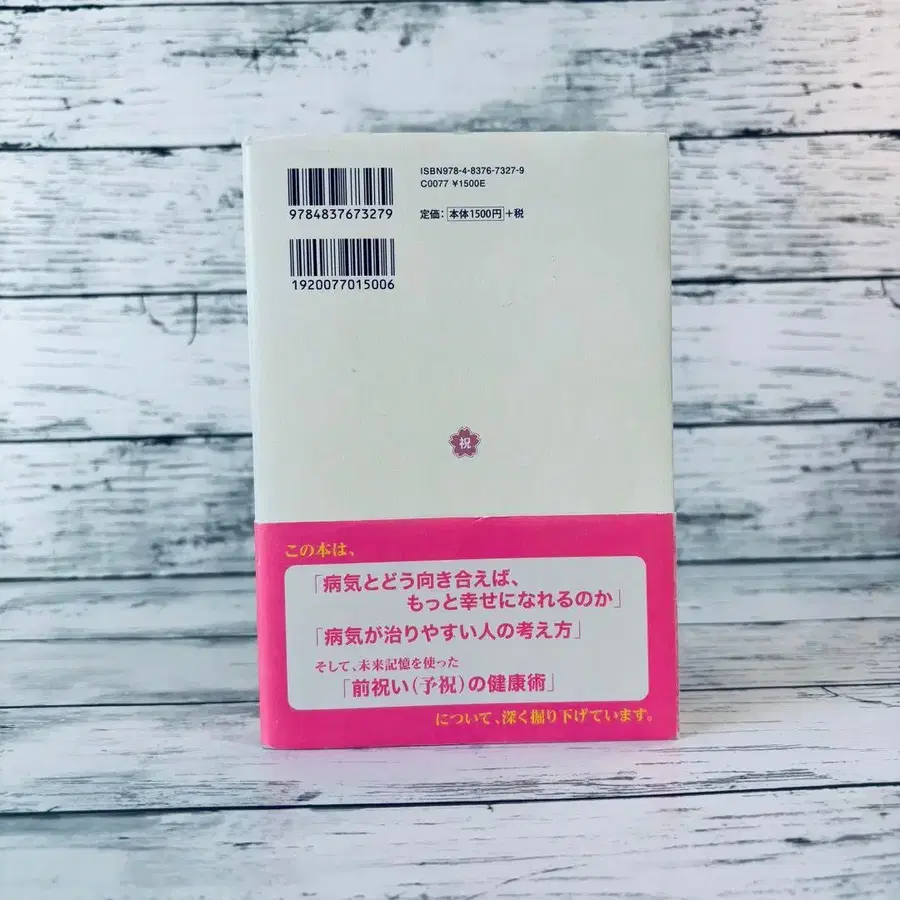 ISBN978-4-8376-7327-9
C0077 ¥1500E
9784837673279
定価：本体1500円+税
1920077015006
祝
この本は、
「病気とどう向き合えば、
もっと幸せになれるのか」
「病気が治りやすい人の考え方」
そして、未来記憶を使った
「前祝い（予祝）の健康術」
について、深く掘り下げています。